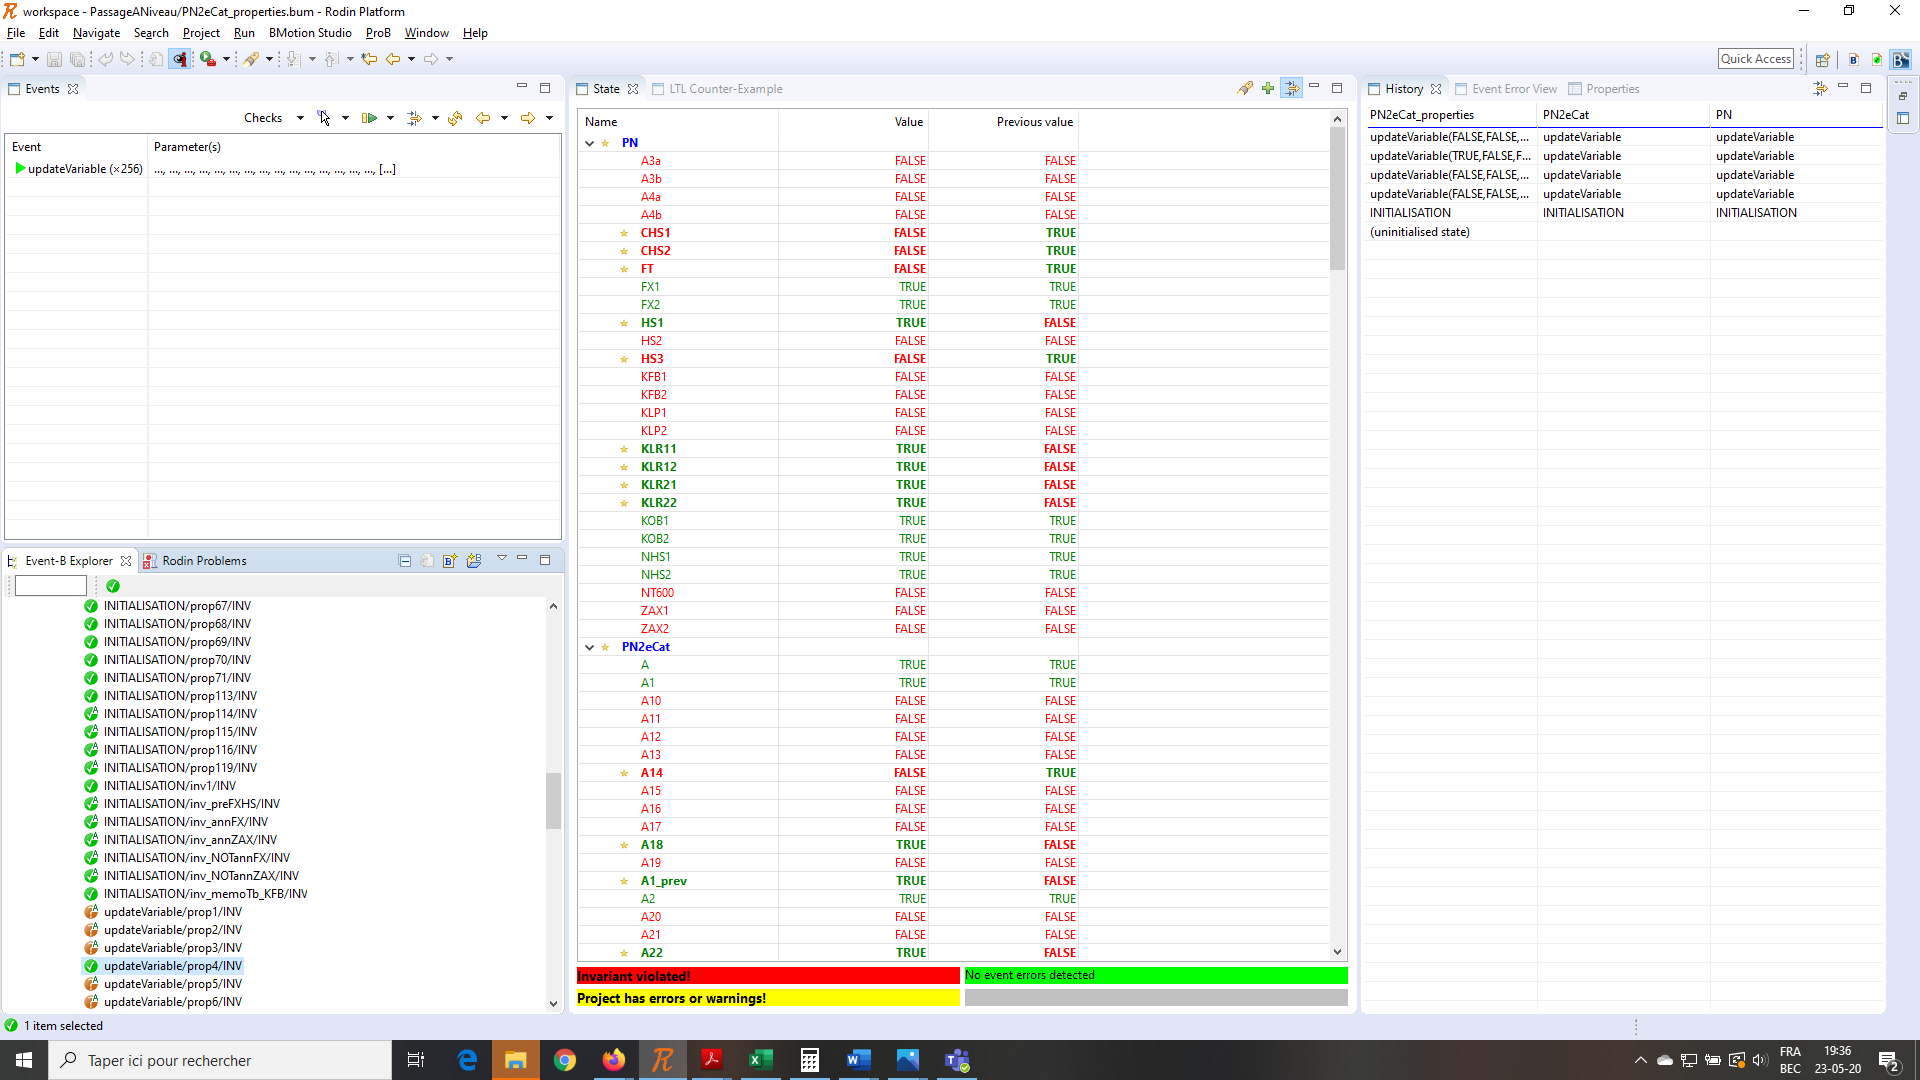 workspace - PassageANiveau/PN2eCat_properties.bum - Rodin Platform
File Edit Navigate Search Project Run BMotion Studio ProB Window Help
Quick Access
Events
Checks
Event Parameter(s)
updateVariable (×256) ..., ..., ..., ..., ..., ..., ..., ..., ..., ..., ..., ..., ..., ..., ..., [...]
Event-B Explorer Rodin Problems
INITIALISATION/prop67/INV
INITIALISATION/prop68/INV
INITIALISATION/prop69/INV
INITIALISATION/prop70/INV
INITIALISATION/prop71/INV
INITIALISATION/prop113/INV
INITIALISATION/prop114/INV
INITIALISATION/prop115/INV
INITIALISATION/prop116/INV
INITIALISATION/prop119/INV
INITIALISATION/inv1/INV
INITIALISATION/inv_preFXHS/INV
INITIALISATION/inv_annFX/INV
INITIALISATION/inv_annZAX/INV
INITIALISATION/inv_NOTannFX/INV
INITIALISATION/inv_NOTannZAX/INV
INITIALISATION/inv_memoTb_KFB/INV
updateVariable/prop1/INV
updateVariable/prop2/INV
updateVariable/prop3/INV
updateVariable/prop4/INV
updateVariable/prop5/INV
updateVariable/prop6/INV
1 item selected
State LTL Counter-Example
Name Value Previous value
PN
A3a FALSE FALSE
A3b FALSE FALSE
A4a FALSE FALSE
A4b FALSE FALSE
CHS1 FALSE TRUE
CHS2 FALSE TRUE
FT FALSE TRUE
FX1 TRUE TRUE
FX2 TRUE TRUE
HS1 TRUE FALSE
HS2 FALSE FALSE
HS3 FALSE TRUE
KFB1 FALSE FALSE
KFB2 FALSE FALSE
KLP1 FALSE FALSE
KLP2 FALSE FALSE
KLR11 TRUE FALSE
KLR12 TRUE FALSE
KLR21 TRUE FALSE
KLR22 TRUE FALSE
KOB1 TRUE TRUE
KOB2 TRUE TRUE
NHS1 TRUE TRUE
NHS2 TRUE TRUE
NT600 FALSE FALSE
ZAX1 FALSE FALSE
ZAX2 FALSE FALSE
PN2eCat
A TRUE TRUE
A1 TRUE TRUE
A10 FALSE FALSE
A11 FALSE FALSE
A12 FALSE FALSE
A13 FALSE FALSE
A14 FALSE TRUE
A15 FALSE FALSE
A16 FALSE FALSE
A17 FALSE FALSE
A18 TRUE FALSE
A19 FALSE FALSE
A1_prev TRUE FALSE
A2 TRUE TRUE
A20 FALSE FALSE
A21 FALSE FALSE
A22 TRUE FALSE
Invariant violated! No event errors detected
Project has errors or warnings!
History Event Error View Properties
PN2eCat_properties PN2eCat PN
updateVariable(FALSE,FALSE,... updateVariable updateVariable
updateVariable(TRUE,FALSE,F... updateVariable updateVariable
updateVariable(FALSE,FALSE,... updateVariable updateVariable
updateVariable(FALSE,FALSE,... updateVariable updateVariable
INITIALISATION INITIALISATION INITIALISATION
(uninitialised state)
Taper ici pour rechercher
FRA 19:36
BEC 23-05-20
2